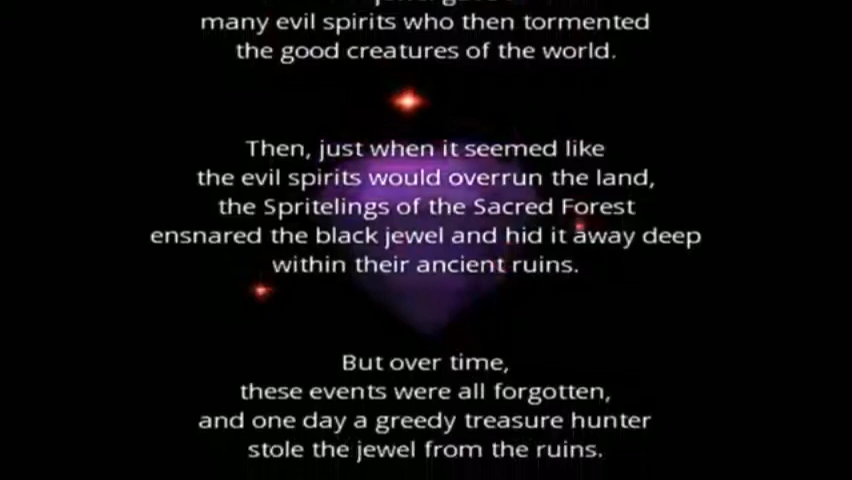 many evil spirits who then tormented
the good creatures of the world.
Then, just when it seemed like
the evil spirits would overrun the land,
the Spritelings of the Sacred Forest
ensnared the black jewel and hid it away deep
within their ancient ruins.
But over time,
these events were all forgotten,
and one day a greedy treasure hunter
stole the jewel from the ruins.